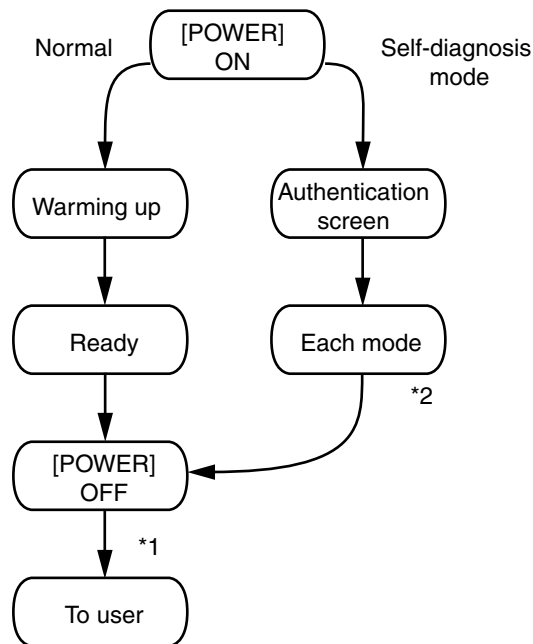 Normal
[POWER]
ON
Self-diagnosis
mode
Warming up
Authentication
screen
Ready
Each mode
*2
[POWER]
OFF
*1
To user